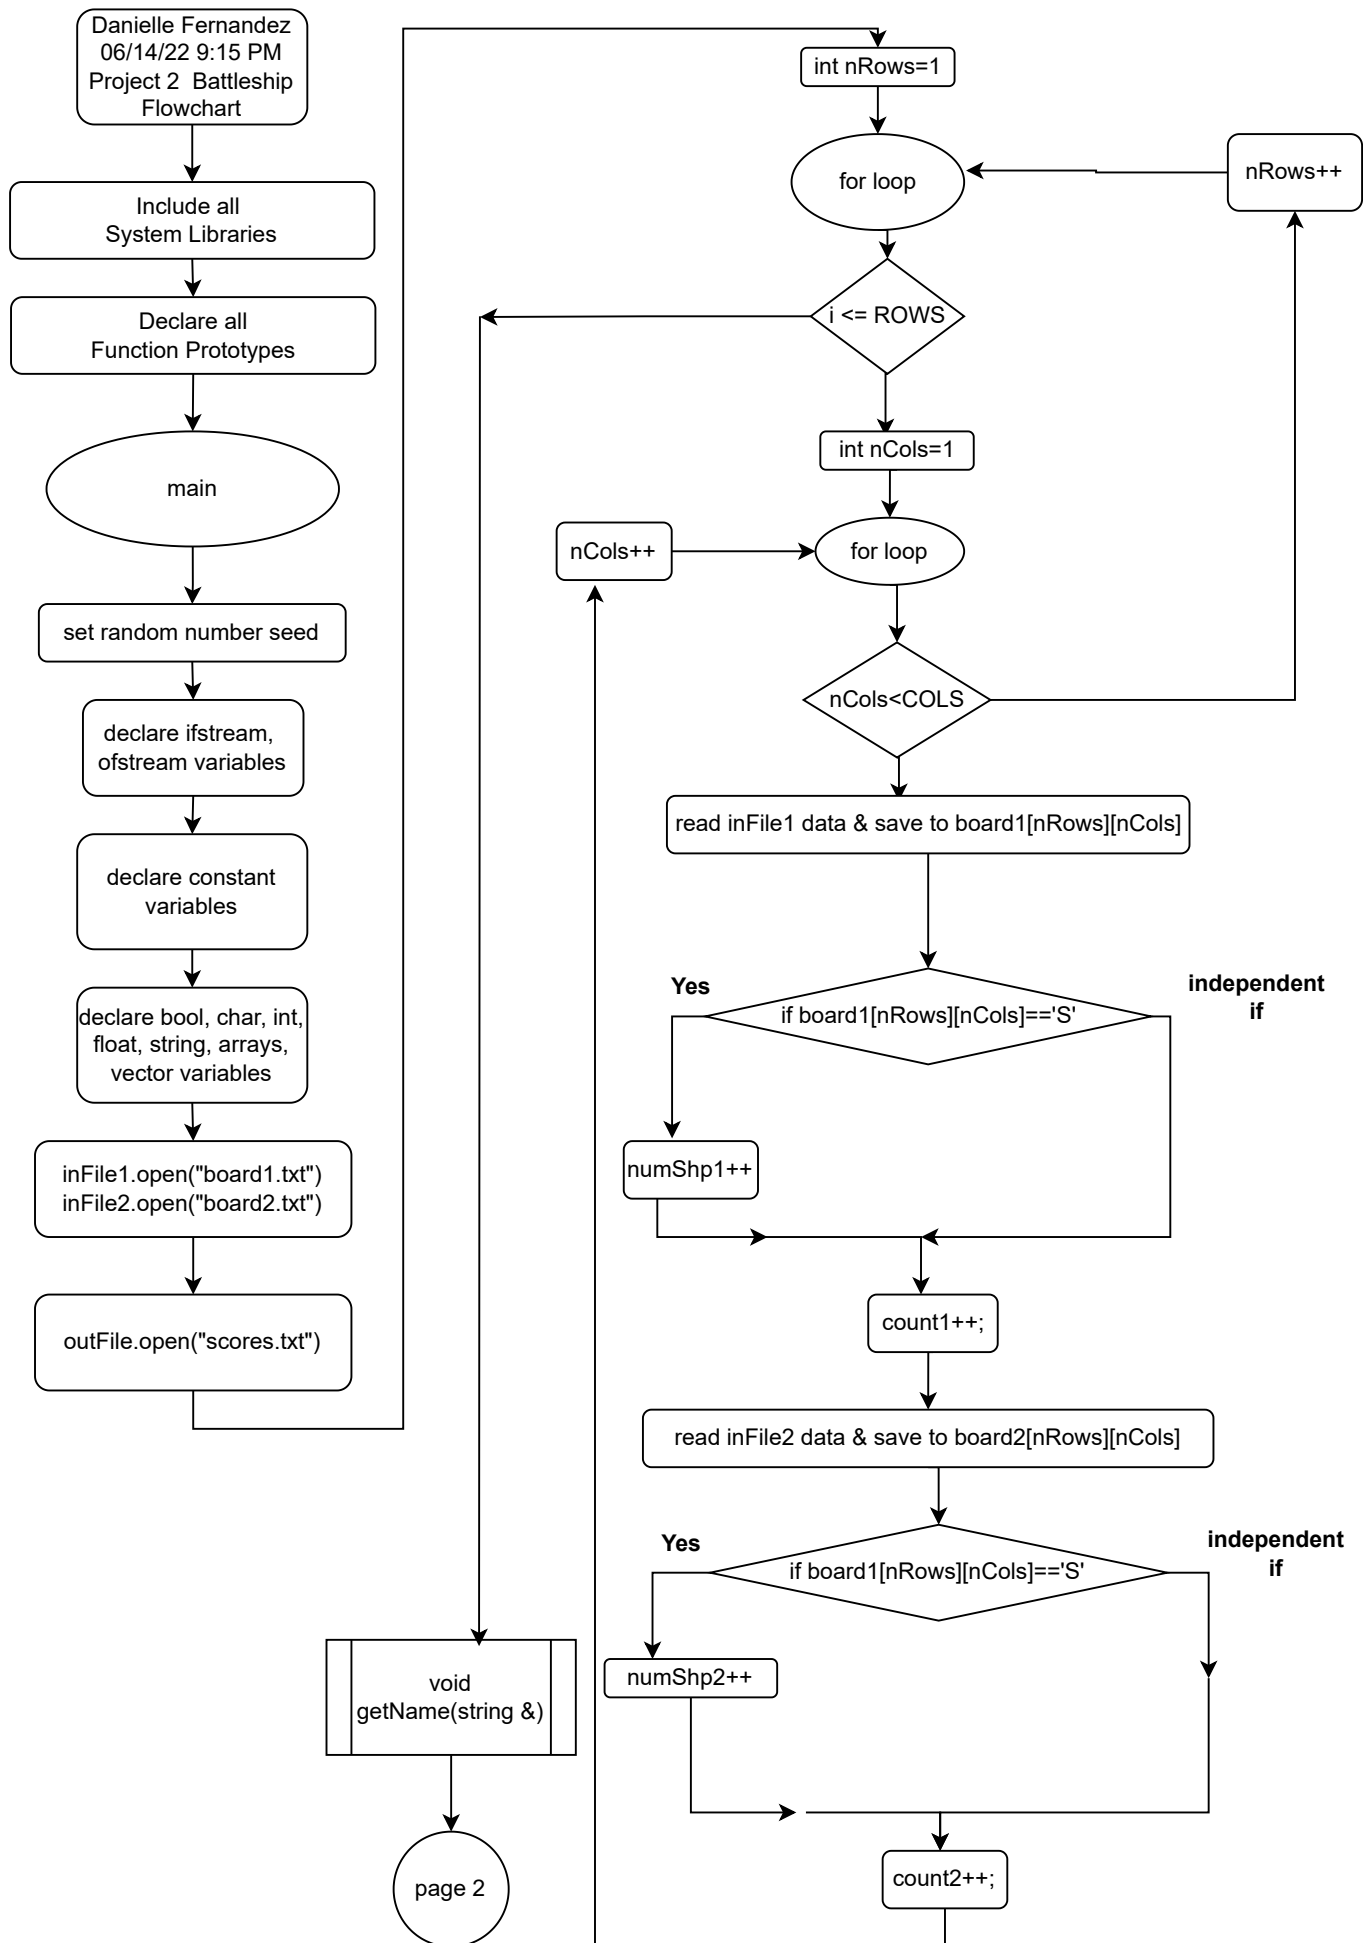 Danielle Fernandez
06/14/22 9:15 PM
Project 2 Battleship
Flowchart
Include all
System Libraries
Declare all
Function Prototypes
main
set random number seed
declare ifstream,
ofstream variables
declare constant
variables
declare bool, char, int,
float, string, arrays,
vector variables
inFile1.open("board1.txt")
inFile2.open("board2.txt")
outFile.open("scores.txt")
int nRows=1
for loop
nRows++
i <= ROWS
int nCols=1
nCols++
for loop
nCols<COLS
read inFile1 data & save to board1[nRows][nCols]
Yes
if board1[nRows][nCols]=='S'
independent
if
numShp1++
count1++;
read inFile2 data & save to board2[nRows][nCols]
Yes
if board1[nRows][nCols]=='S'
independent
if
numShp2++
count2++;
void
getName(string &)
page 2